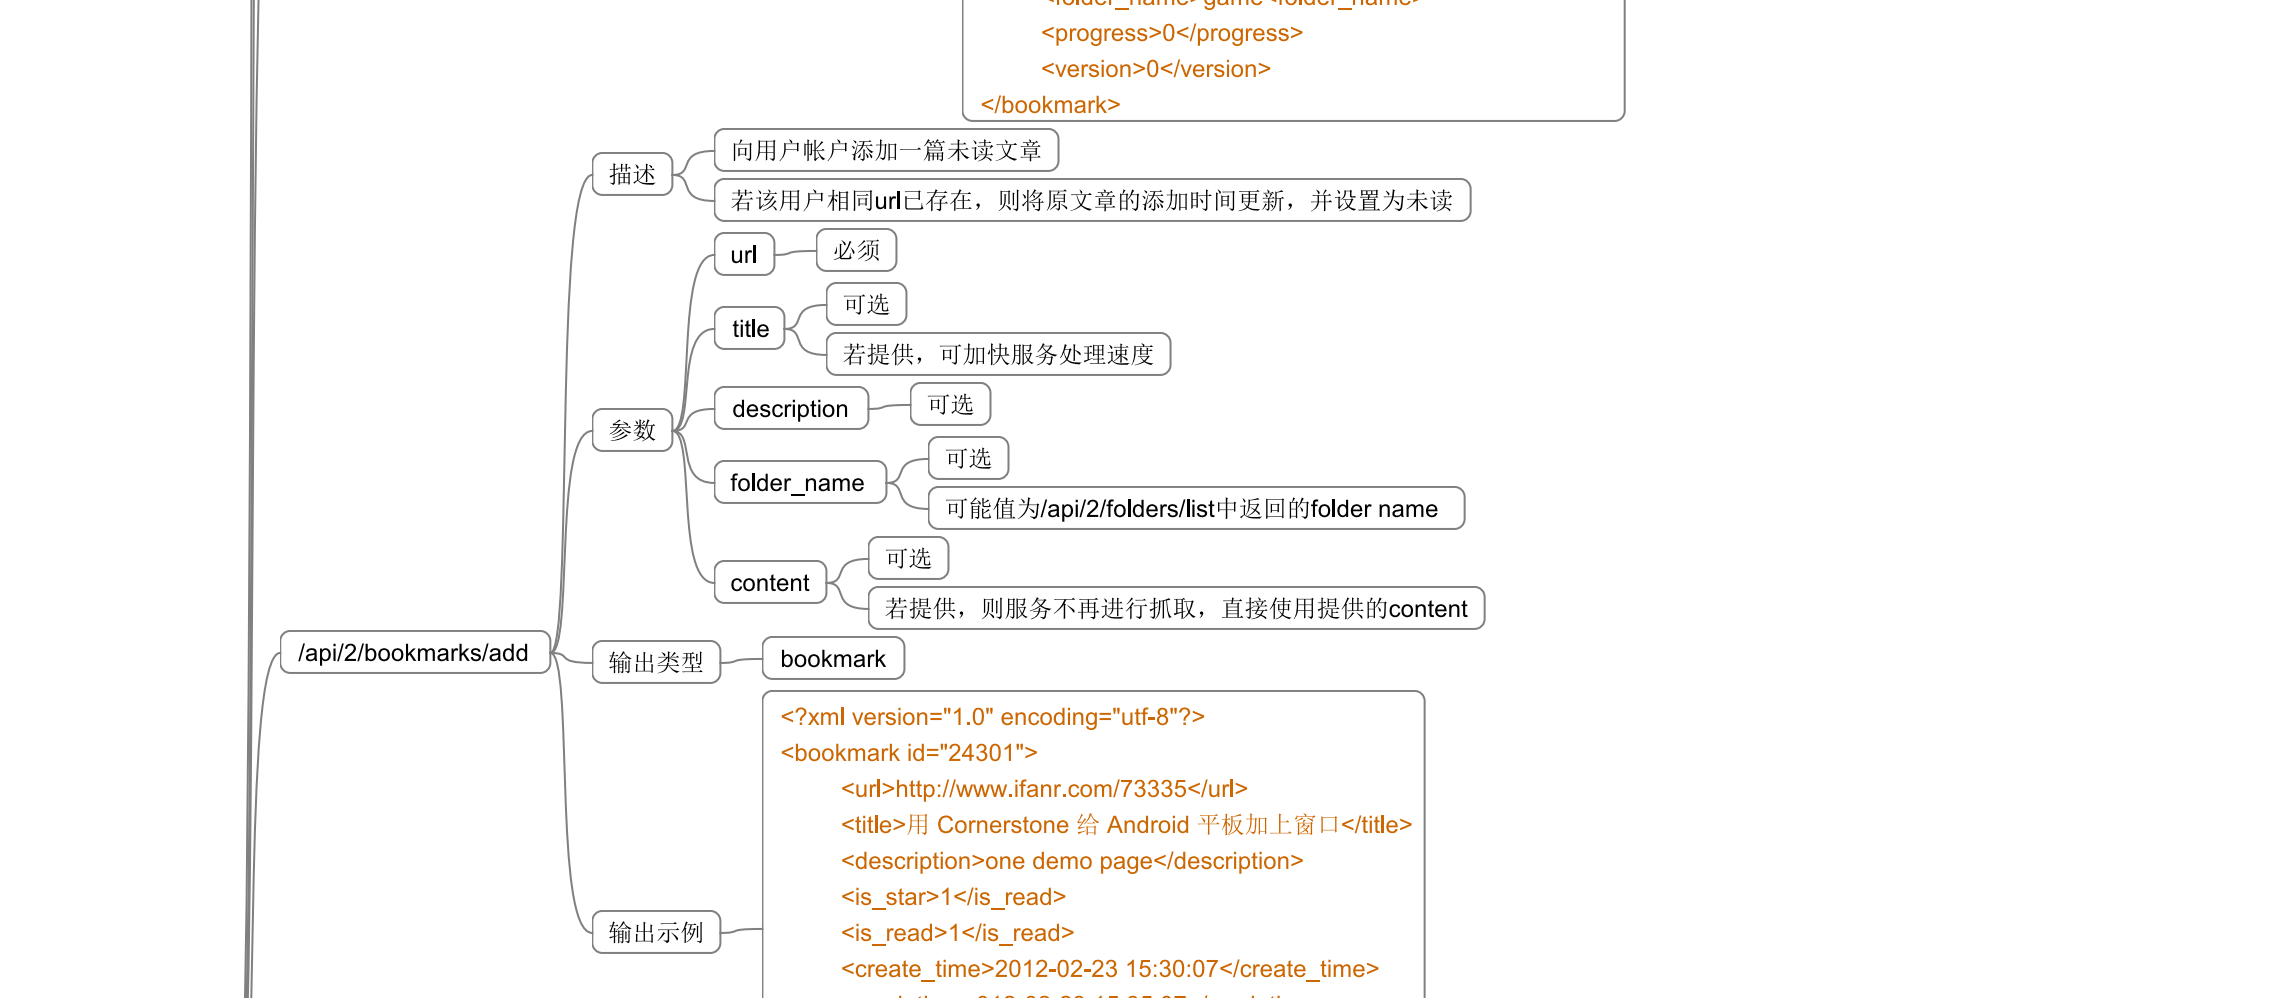 <folder_name>game<folder_name>
<progress>0</progress>
<version>0</version>
</bookmark>
描述
向用户帐户添加一篇未读文章
若该用户相同url已存在，则将原文章的添加时间更新，并设置为未读
参数
url
必须
title
可选
若提供，可加快服务处理速度
description
可选
folder_name
可选
可能值为/api/2/folders/list中返回的folder name
content
可选
若提供，则服务不再进行抓取，直接使用提供的content
/api/2/bookmarks/add
输出类型
bookmark
输出示例
<?xml version="1.0" encoding="utf-8"?>
<bookmark id="24301">
<url>http://www.ifanr.com/73335</url>
<title>用 Cornerstone 给 Android 平板加上窗口</title>
<description>one demo page</description>
<is_star>1</is_read>
<is_read>1</is_read>
<create_time>2012-02-23 15:30:07</create_time>